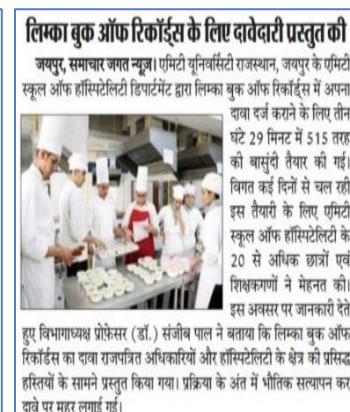 लिम्का बुक ऑफ रिकॉर्ड्स के लिए दावेदारी प्रस्तुत की
जयपुर, समाचार जगत न्यूज। एमिटी यूनिवर्सिटी राजस्थान, जयपुर के एमिटी
स्कूल ऑफ हॉस्पिटेलिटी डिपार्टमेंट द्वारा लिम्का बुक ऑफ रिकॉर्ड्स में अपना
दावा दर्ज कराने के लिए तीन
घंटे 29 मिनट में 515 तरह
की बासुंदी तैयार की गई।
विगत कई दिनों से चल रही
इस तैयारी के लिए एमिटी
स्कूल ऑफ हॉस्पिटेलिटी के
20 से अधिक छात्रों एवं
शिक्षकगणों ने मेहनत की।
इस अवसर पर जानकारी देते
हुए विभागाध्यक्ष प्रोफ़ेसर (डॉ.) संजीब पाल ने बताया कि लिम्का बुक ऑफ
रिकॉर्डस का दावा राजपत्रित अधिकारियों और हॉस्पिटेलिटी के क्षेत्र की प्रसिद्ध
हस्तियों के सामने प्रस्तुत किया गया। प्रक्रिया के अंत में भौतिक सत्यापन कर
दावे पर मुहर लगाई गई।